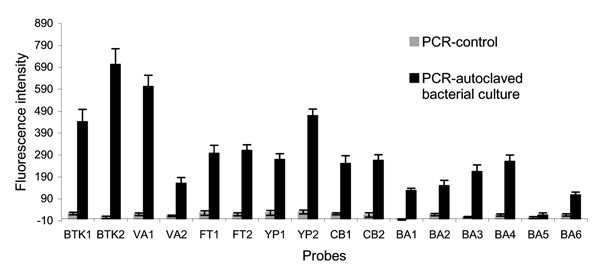 890
790
690
590
490
390
290
190
90
-10
Fluorescence intensity
PCR-control
PCR-autoclaved
bacterial culture
BTK1 BTK2 VA1 VA2 FT1 FT2 YP1 YP2 CB1 CB2 BA1 BA2 BA3 BA4 BA5 BA6
Probes